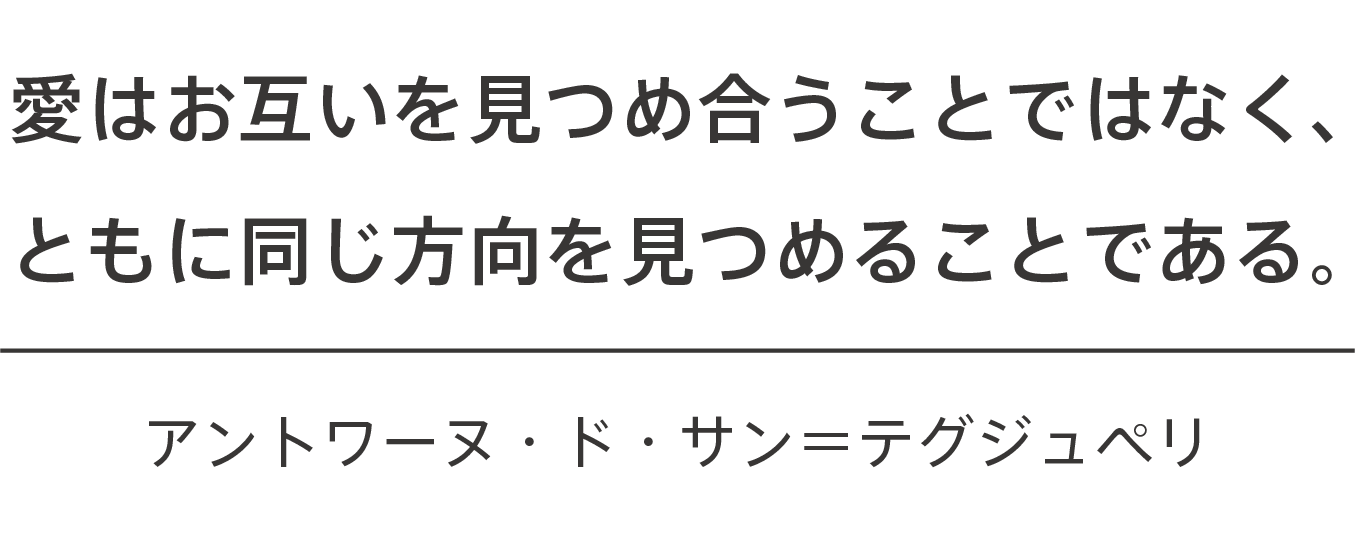 愛はお互いを見つめ合うことではなく、
ともに同じ方向を見つめることである。
アントワーヌ・ド・サン＝テグジュペリ